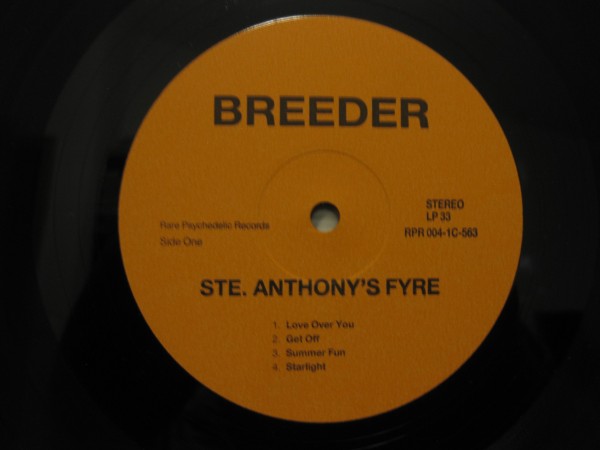 BREEDER
STEREO
LP 33
RPR 004-1C-563
Rare Psychedelic Records
Side One
STE. ANTHONY'S FYRE
1. Love Over You
2. Get Off
3. Summer Fun
4. Starlight